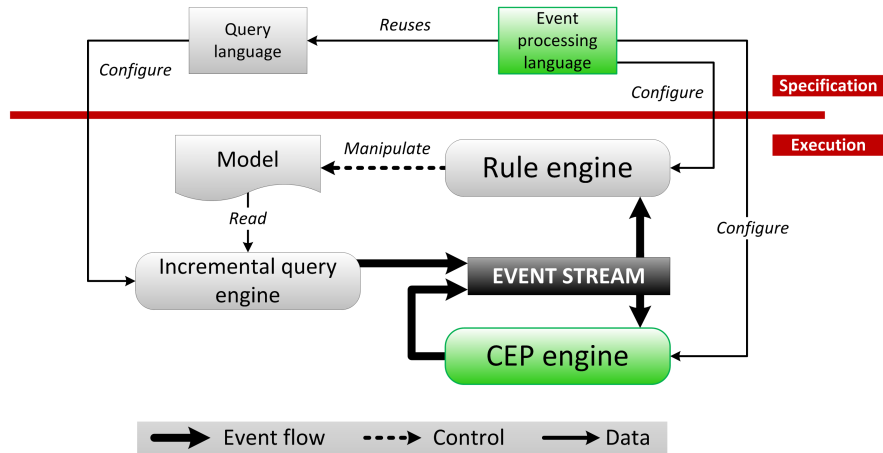 Query
language
Reuses
Event
processing
language
Configure
Configure
Specification
Execution
Model
Manipulate
Rule engine
Read
Configure
Incremental query
engine
EVENT STREAM
CEP engine
Event flow
Control
Data